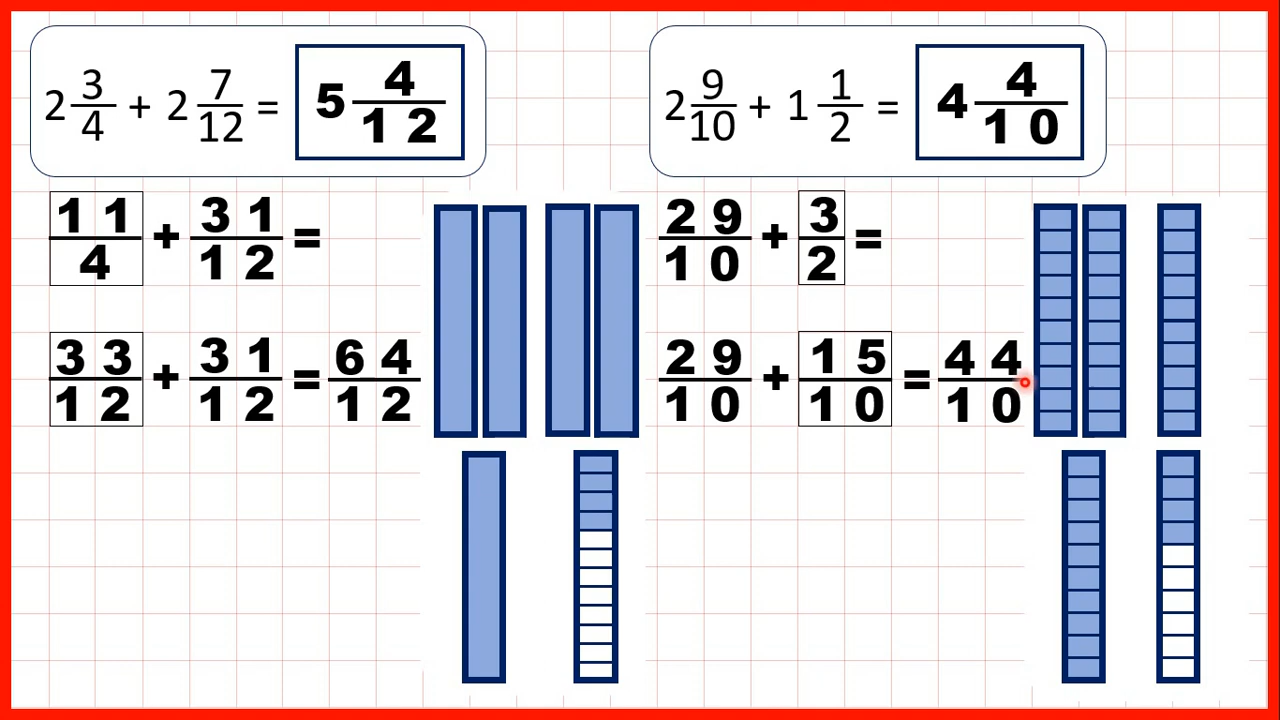 2 3/4 + 2 7/12 = 5 4/12
11/4 + 31/12 =
33/12 + 31/12 = 64/12
2 9/10 + 1 1/2 = 4 4/10
29/10 + 3/2 =
29/10 + 15/10 = 44/10